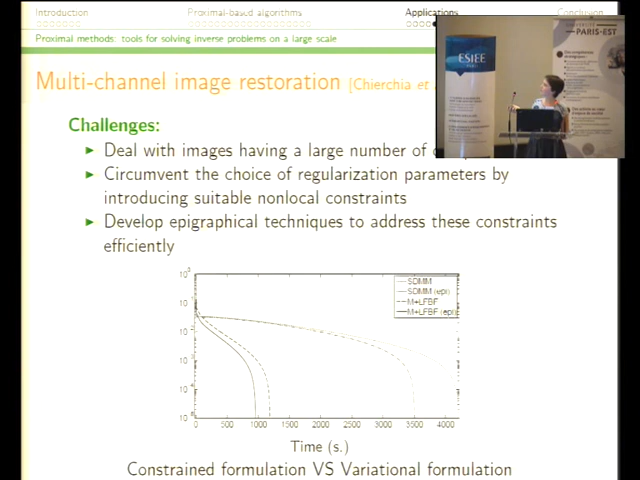 Introduction Proximal-based algorithms Applications Conclusion
Proximal methods: tools for solving inverse problems on a large scale
Multi-channel image restoration [Chierchia et
Challenges:
Deal with images having a large number of
Circumvent the choice of regularization parameters by
introducing suitable nonlocal constraints
Develop epigraphical techniques to address these constraints
efficiently
ESIEE
PARIS-EST
SDMM
SDMM (epi)
M+LFBF
M+LFBF (epi)
0 500 1000 1500 2000 2500 3000 3500 4000
Time (s.)
Constrained formulation VS Variational formulation